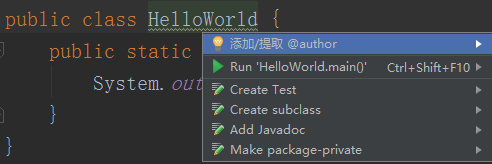 public class HelloWorld {
添加/提取 @author
public static
Run 'HelloWorld.main()' Ctrl+Shift+F10
System.out
Create Test
}
Create subclass
Add Javadoc
}
Make package-private